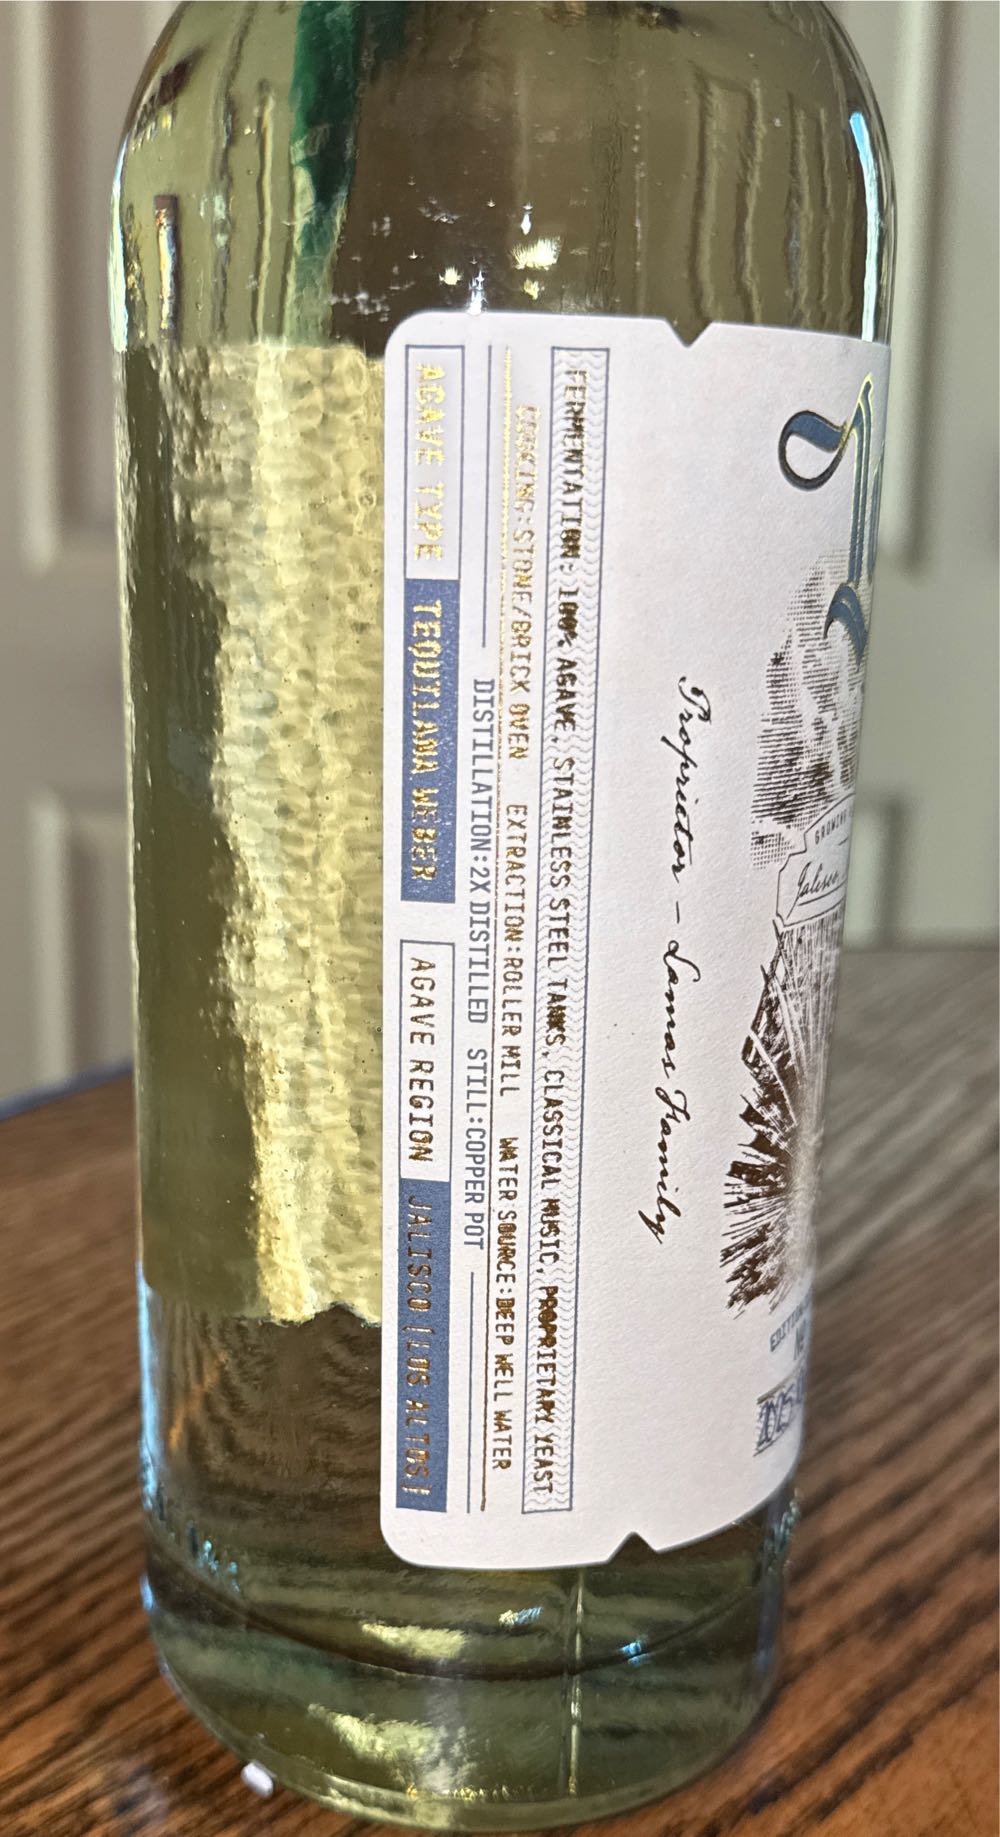 Proprietor – Lamas Family
FERMENTATION: 100% AGAVE, STAINLESS STEEL TANKS, CLASSICAL MUSIC, PROPRIETARY YEAST
COOKING:STONE/BRICK OVEN EXTRACTION:ROLLER MILL WATER SOURCE:DEEP WELL WATER
DISTILLATION:2X DISTILLED STILL:COPPER POT
AGAVE TYPE TEQUILANA WEBER AGAVE REGION JALISCO (LOS ALTOS)
Jalisco